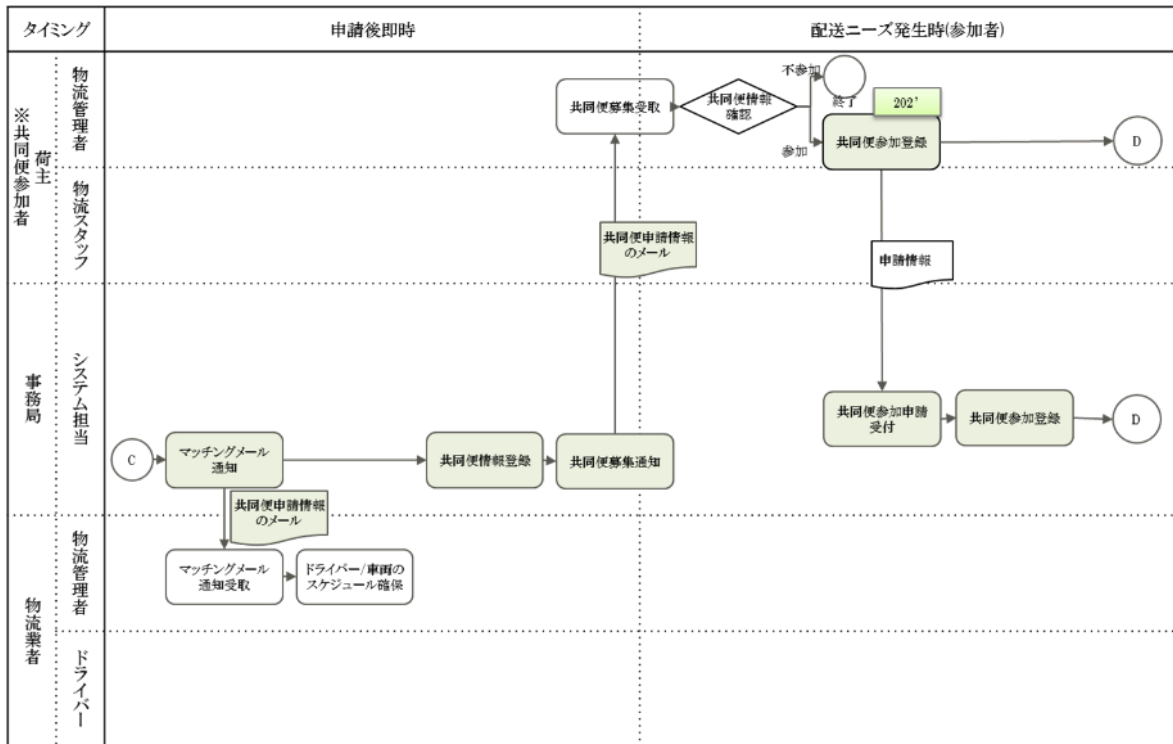 タイミング
申請後即時
配送ニーズ発生時(参加者)
※共同便参加者
荷主
物流管理者
共同便募集受取
共同便情報
確認
不参加
終了
参加
202’
共同便参加登録
D
物流スタッフ
共同便申請情報
のメール
申請情報
事務局
システム担当
C
マッチングメール
通知
共同便情報登録
共同便募集通知
共同便参加申請
受付
共同便参加登録
D
共同便申請情報
のメール
物流業者
物流管理者
マッチングメール
通知受取
ドライバー/車両の
スケジュール確保
ドライバー